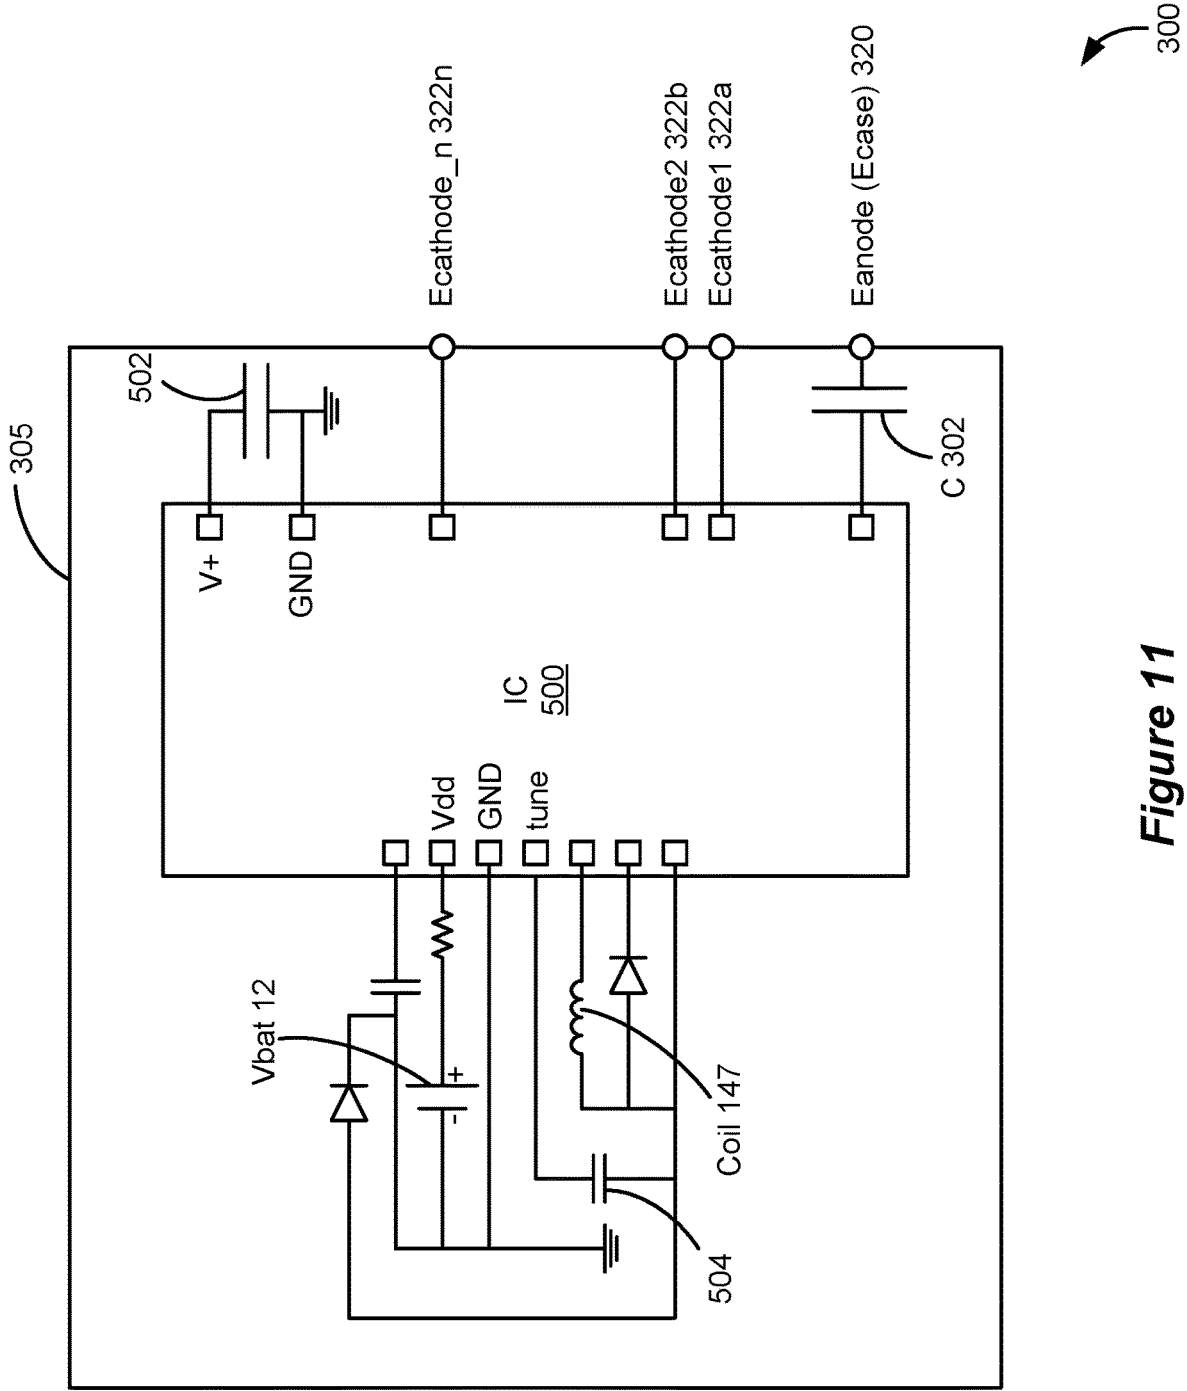 305
502
V+
GND
Ecathode_n 322n
Ecathode2 322b
Ecathode1 322a
Eanode (Ecase) 320
C 302
IC
500
Vdd
GND
tune
Vbat 12
+
-
Coil 147
504
300
Figure 11